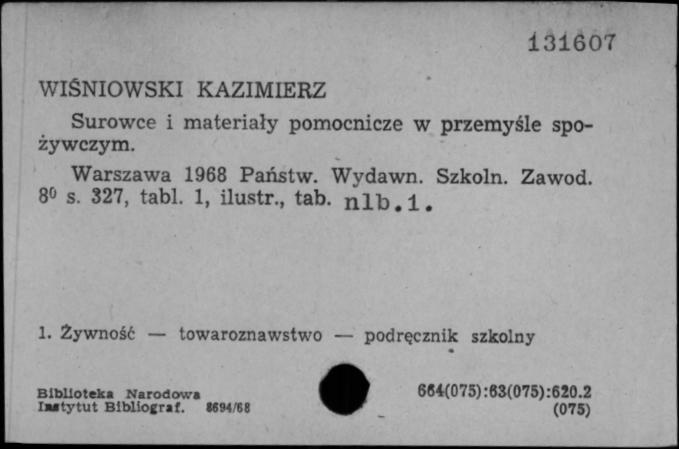 131607
WIŚNIOWSKI KAZIMIERZ
Surowce i materiały pomocnicze w przemyśle spo-
żywczym.
Warszawa 1968 Państw. Wydawn. Szkoln. Zawod.
8⁰ s. 327, tabl. 1, ilustr., tab. nlb.1.
1. Żywność — towaroznawstwo — podręcznik szkolny
Biblioteka Narodowa
Instytut Bibliograf. 8694/68
664(075):63(075):620.2
(075)